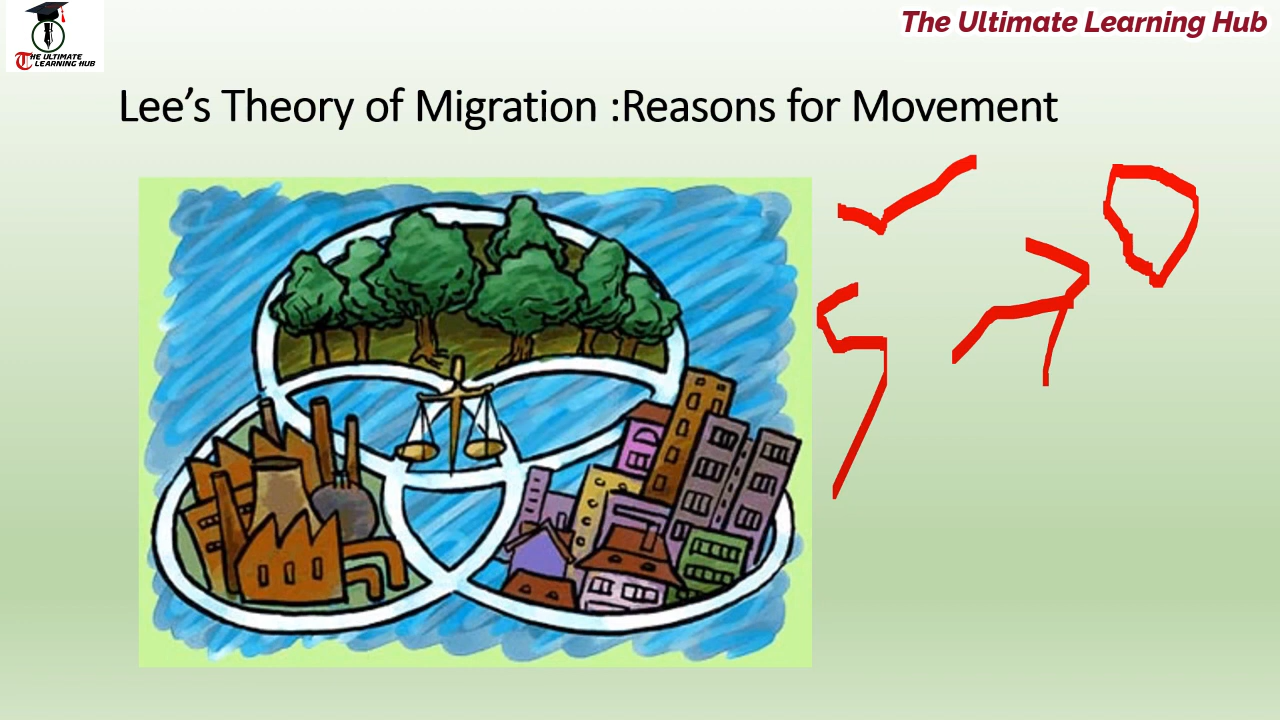 THE ULTIMATE
LEARNING HUB
The Ultimate Learning Hub
Lee's Theory of Migration :Reasons for Movement